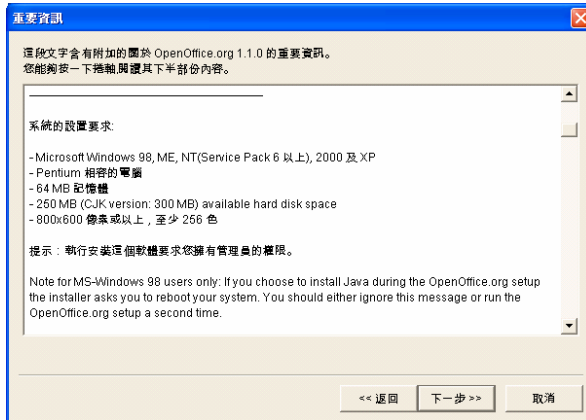 重要資訊
這段文字含有附加的關於 OpenOffice.org 1.1.0 的重要資訊。
您能夠按一下捲軸閱讀其下半部份內容。
系統的設置要求:
- Microsoft Windows 98, ME, NT(Service Pack 6 以上), 2000 及 XP
- Pentium 相容的電腦
- 64 MB 記憶體
- 250 MB (CJK version: 300 MB) available hard disk space
- 800x600 像素或以上，至少 256 色
提示：執行安裝這個軟體要求您擁有管理員的權限。
Note for MS-Windows 98 users only: If you choose to install Java during the OpenOffice.org setup
the installer asks you to reboot your system. You should either ignore this message or run the
OpenOffice.org setup a second time.
<< 返回
下一步 >>
取消